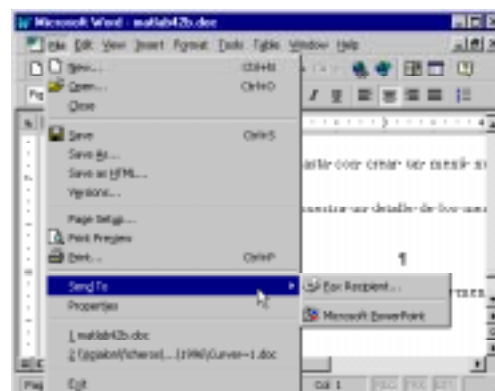 Microsoft Word - matlab42b.doc
File Edit View Insert Format Tools Table Window Help
New... Ctrl+N
Open... Ctrl+O
Close
Save Ctrl+S
Save As...
Save as HTML...
Versions...
Page Setup...
Print Preview
Print... Ctrl+P
Send To
Fax Recipient...
Microsoft PowerPoint
Properties
1 matlab42b.doc
Exit
Col 1